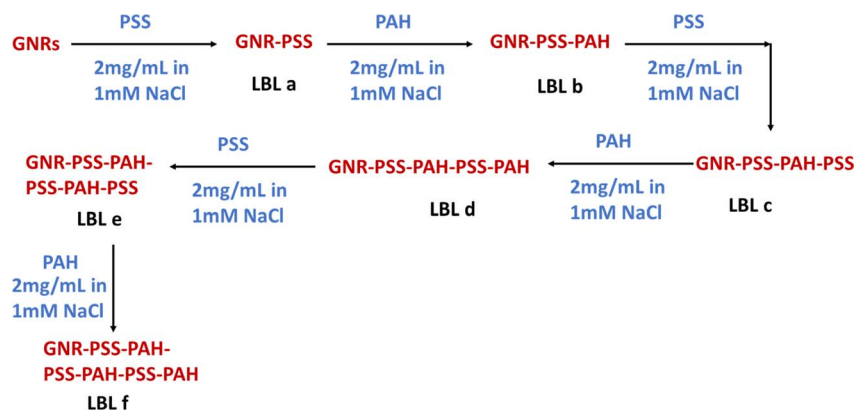 PSS
GNRs
2mg/mL in
1mM NaCl
GNR-PSS
LBL a
PAH
2mg/mL in
1mM NaCl
GNR-PSS-PAH
LBL b
PSS
2mg/mL in
1mM NaCl
GNR-PSS-PAH-PSS
LBL c
PAH
2mg/mL in
1mM NaCl
GNR-PSS-PAH-PSS-PAH
LBL d
PSS
2mg/mL in
1mM NaCl
GNR-PSS-PAH-
PSS-PAH-PSS
LBL e
PAH
2mg/mL in
1mM NaCl
GNR-PSS-PAH-
PSS-PAH-PSS-PAH
LBL f